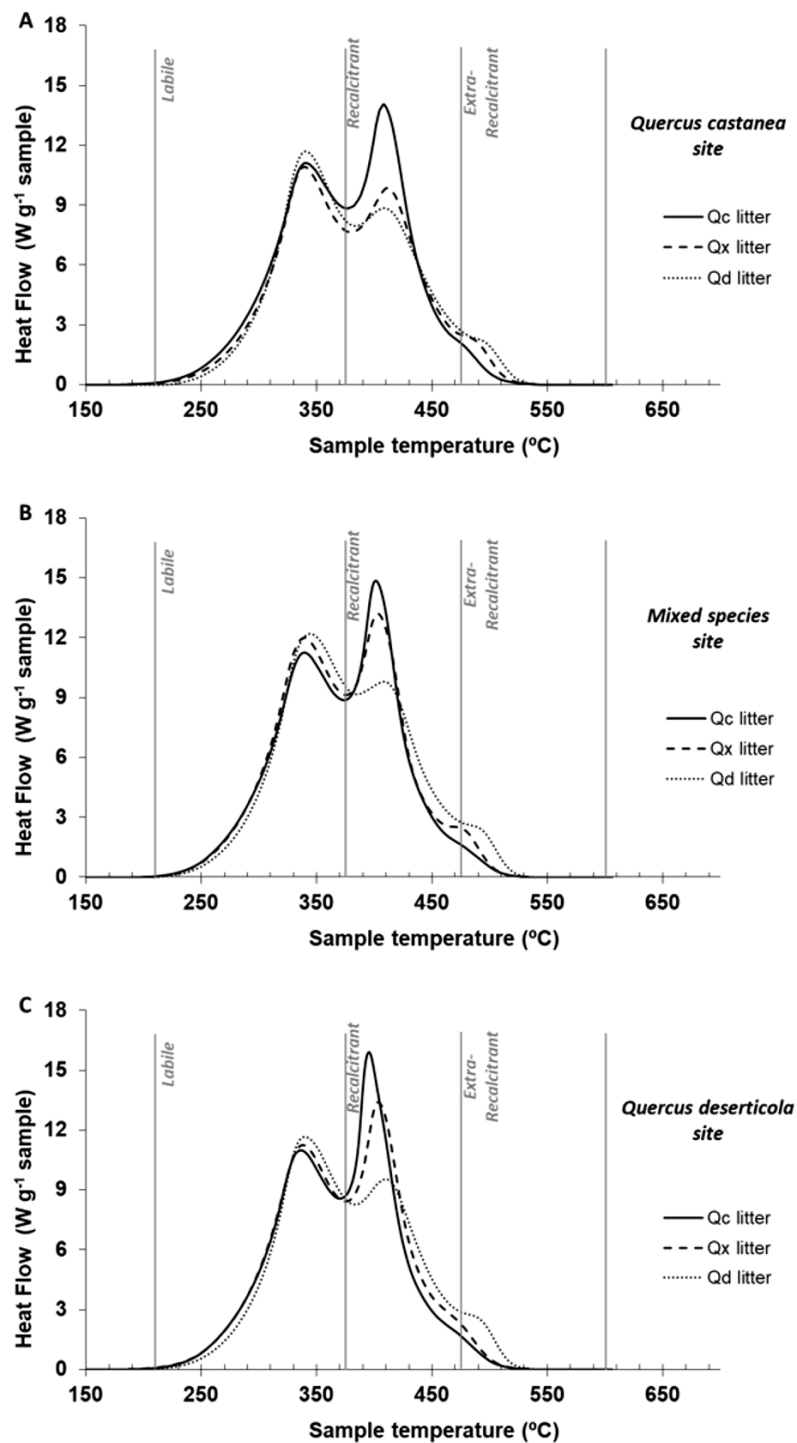 A
18
15
12
9
6
3
0
Heat Flow (W g-1 sample)
Labile
Recalcitrant
Extra-
Recalcitrant
150 250 350 450 550 650
Sample temperature (ºC)
Quercus castanea
site
Qc litter
Qx litter
Qd litter
B
18
15
12
9
6
3
0
Heat Flow (W g-1 sample)
Labile
Recalcitrant
Extra-
Recalcitrant
150 250 350 450 550 650
Sample temperature (ºC)
Mixed species
site
Qc litter
Qx litter
Qd litter
C
18
15
12
9
6
3
0
Heat Flow (W g-1 sample)
Labile
Recalcitrant
Extra-
Recalcitrant
150 250 350 450 550 650
Sample temperature (ºC)
Quercus deserticola
site
Qc litter
Qx litter
Qd litter